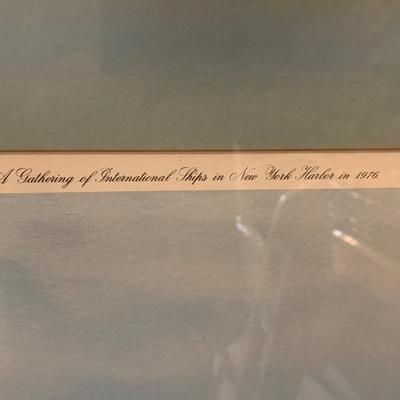 A Gathering of International Ships in New York Harbor in 1976.